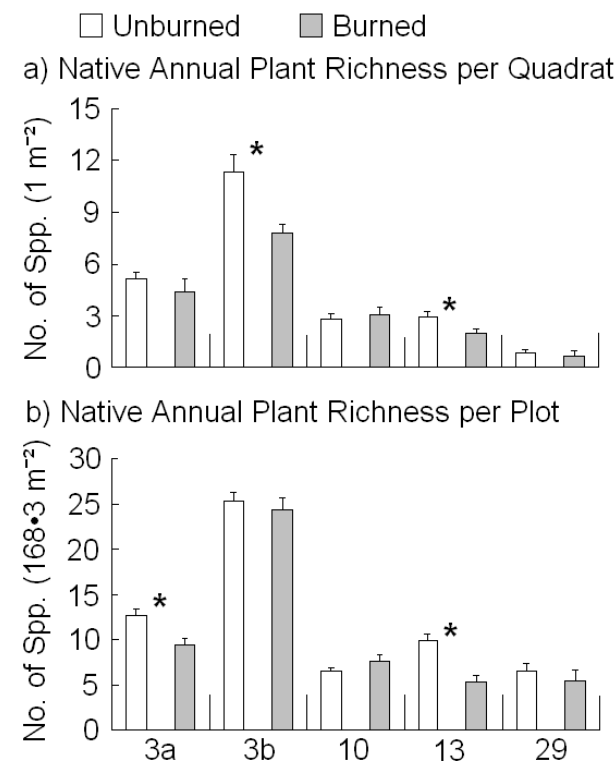 Unburned Burned
a) Native Annual Plant Richness per Quadrat
No. of Spp. (1 m⁻²)
15
12
9
6
3
0
*
*
b) Native Annual Plant Richness per Plot
No. of Spp. (168•3 m⁻²)
30
25
20
15
10
5
0
*
*
3a 3b 10 13 29